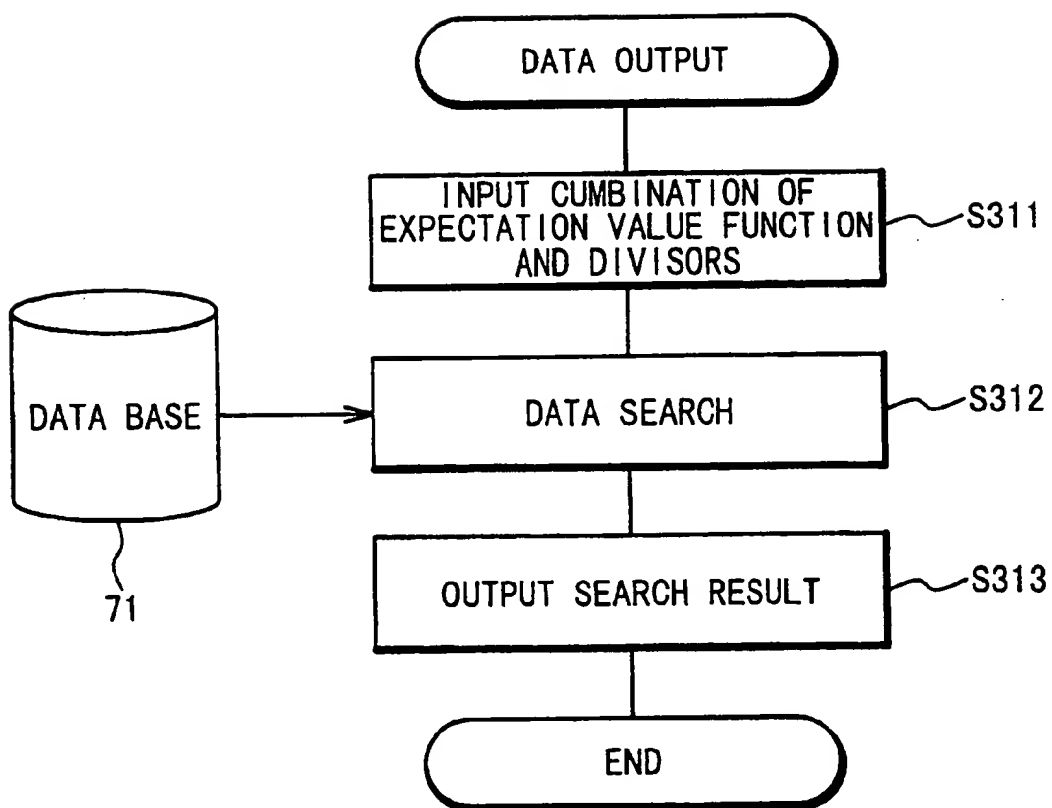 DATA OUTPUT
INPUT CUMBINATION OF
EXPECTATION VALUE FUNCTION
AND DIVISORS
S311
DATA BASE
DATA SEARCH
S312
71
OUTPUT SEARCH RESULT
S313
END